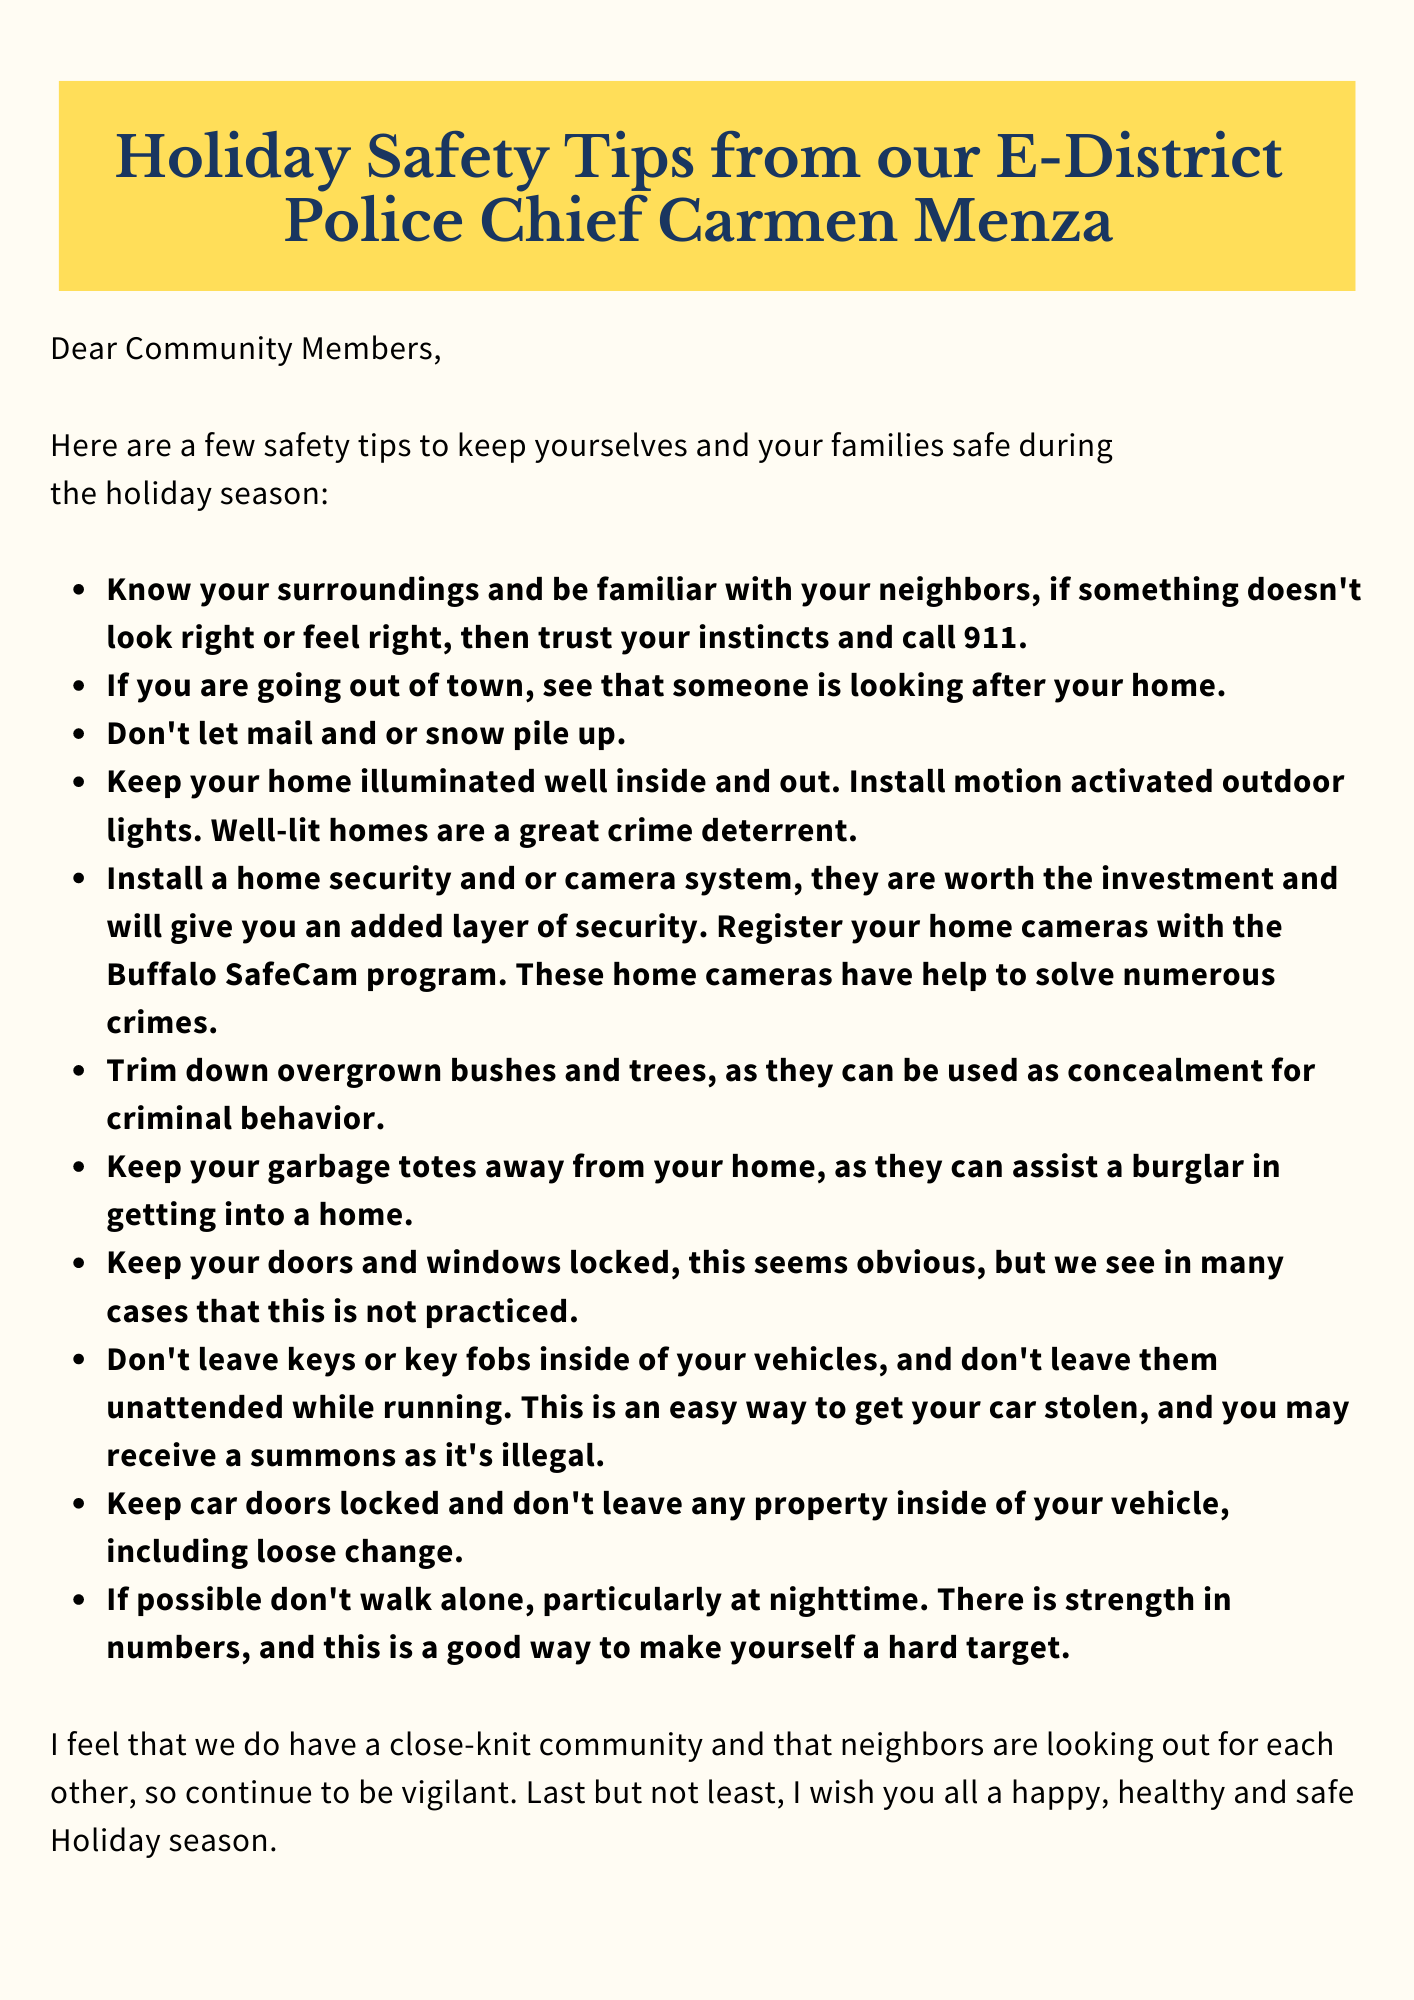 Holiday Safety Tips from our E-District
Police Chief Carmen Menza
Dear Community Members,
Here are a few safety tips to keep yourselves and your families safe during
the holiday season:
• Know your surroundings and be familiar with your neighbors, if something doesn't
look right or feel right, then trust your instincts and call 911.
• If you are going out of town, see that someone is looking after your home.
• Don't let mail and or snow pile up.
• Keep your home illuminated well inside and out. Install motion activated outdoor
lights. Well-lit homes are a great crime deterrent.
• Install a home security and or camera system, they are worth the investment and
will give you an added layer of security. Register your home cameras with the
Buffalo SafeCam program. These home cameras have help to solve numerous
crimes.
• Trim down overgrown bushes and trees, as they can be used as concealment for
criminal behavior.
• Keep your garbage totes away from your home, as they can assist a burglar in
getting into a home.
• Keep your doors and windows locked, this seems obvious, but we see in many
cases that this is not practiced.
• Don't leave keys or key fobs inside of your vehicles, and don't leave them
unattended while running. This is an easy way to get your car stolen, and you may
receive a summons as it's illegal.
• Keep car doors locked and don't leave any property inside of your vehicle,
including loose change.
• If possible don't walk alone, particularly at nighttime. There is strength in
numbers, and this is a good way to make yourself a hard target.
I feel that we do have a close-knit community and that neighbors are looking out for each
other, so continue to be vigilant. Last but not least, I wish you all a happy, healthy and safe
Holiday season.